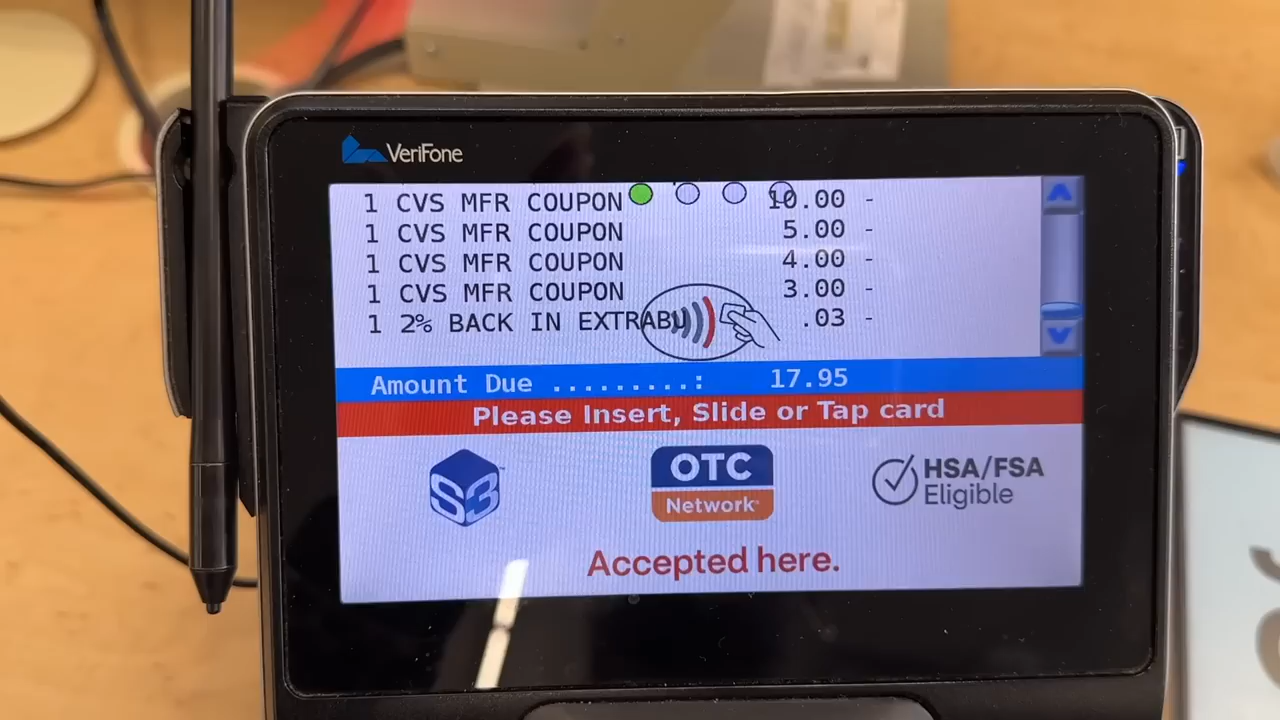 VeriFone
1 CVS MFR COUPON 10.00 -
1 CVS MFR COUPON 5.00 -
1 CVS MFR COUPON 4.00 -
1 CVS MFR COUPON 3.00 -
1 2% BACK IN EXTRABU .03 -
Amount Due .........: 17.95
Please Insert, Slide or Tap card
S3
OTC
Network
HSA/FSA
Eligible
Accepted here.